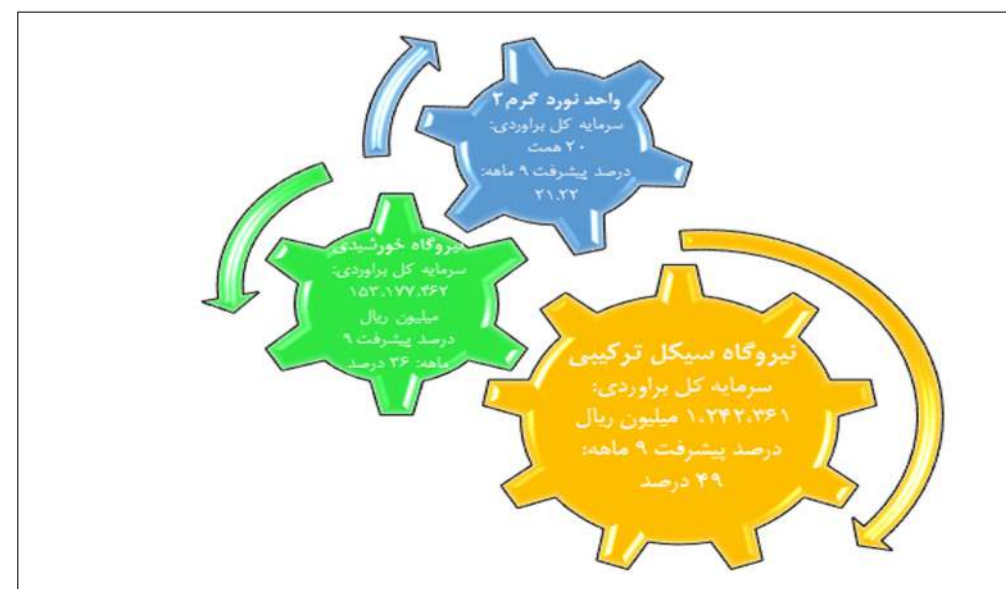 واحد نورد گرم۲
سرمایه کل براوردی:
۲۰ همت
درصد پیشرفت ۹ ماهه:
۲۱.۲۲
نیروگاه خورشیدی
سرمایه کل براوردی:
۱۵۳،۱۷۷،۴۶۲
میلیون ریال
درصد پیشرفت ۹
ماهه: ۳۶ درصد
نیروگاه سیکل ترکیبی
سرمایه کل براوردی:
۱،۲۴۲،۳۶۱ میلیون ریال
درصد پیشرفت ۹ ماهه:
۴۹ درصد